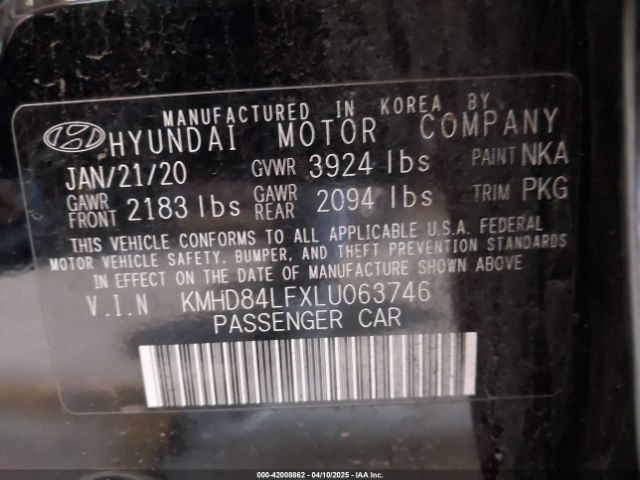 MANUFACTURED IN KOREA BY
HYUNDAI MOTOR COMPANY
JAN/21/20 GVWR 3924 lbs PAINT NKA
GAWR FRONT 2183 lbs GAWR REAR 2094 lbs TRIM PKG
THIS VEHICLE CONFORMS TO ALL APPLICABLE U.S.A. FEDERAL
MOTOR VEHICLE SAFETY, BUMPER, AND THEFT PREVENTION STANDARDS
IN EFFECT ON THE DATE OF MANUFACTURE SHOWN ABOVE
V.I.N KMHD84LFXLU063746
PASSENGER CAR
000-42008862 - 04/10/2025 - IAA Inc.